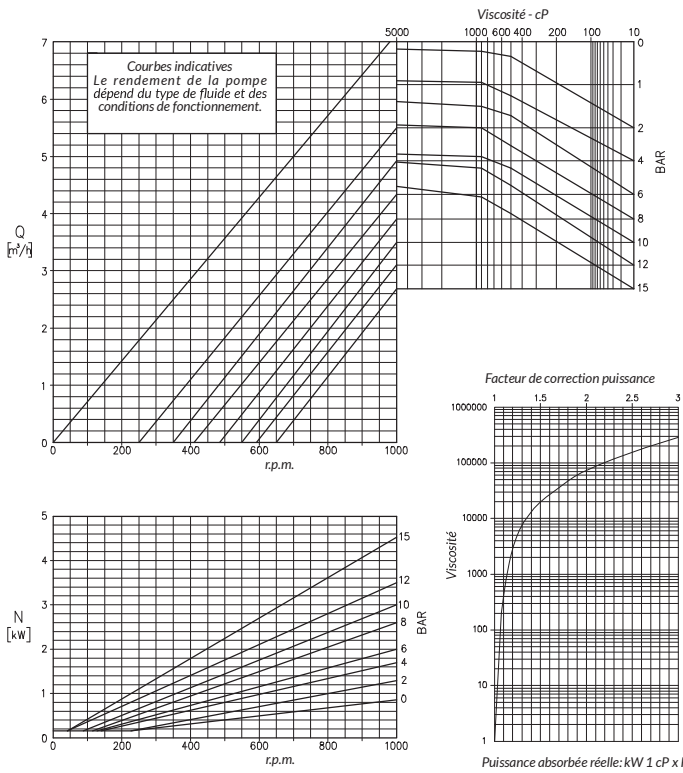 Viscosité - cP
5000 1000 600 400 200 100 10
7
6
5
4
3
2
1
0
Q
[m³/h]
Courbes indicatives
Le rendement de la pompe
dépend du type de fluide et des
conditions de fonctionnement.
0
1
2
4
6
8
10
12
15
BAR
0 200 400 600 800 1000
r.p.m.
Facteur de correction puissance
1 1.5 2 2.5 3
1000000
100000
10000
1000
100
10
1
Viscosité
Puissance absorbée réelle: kW 1 cP x
5
4
3
2
1
0
N
[kW]
15
12
10
8
6
4
2
0
BAR
0 200 400 600 800 1000
r.p.m.